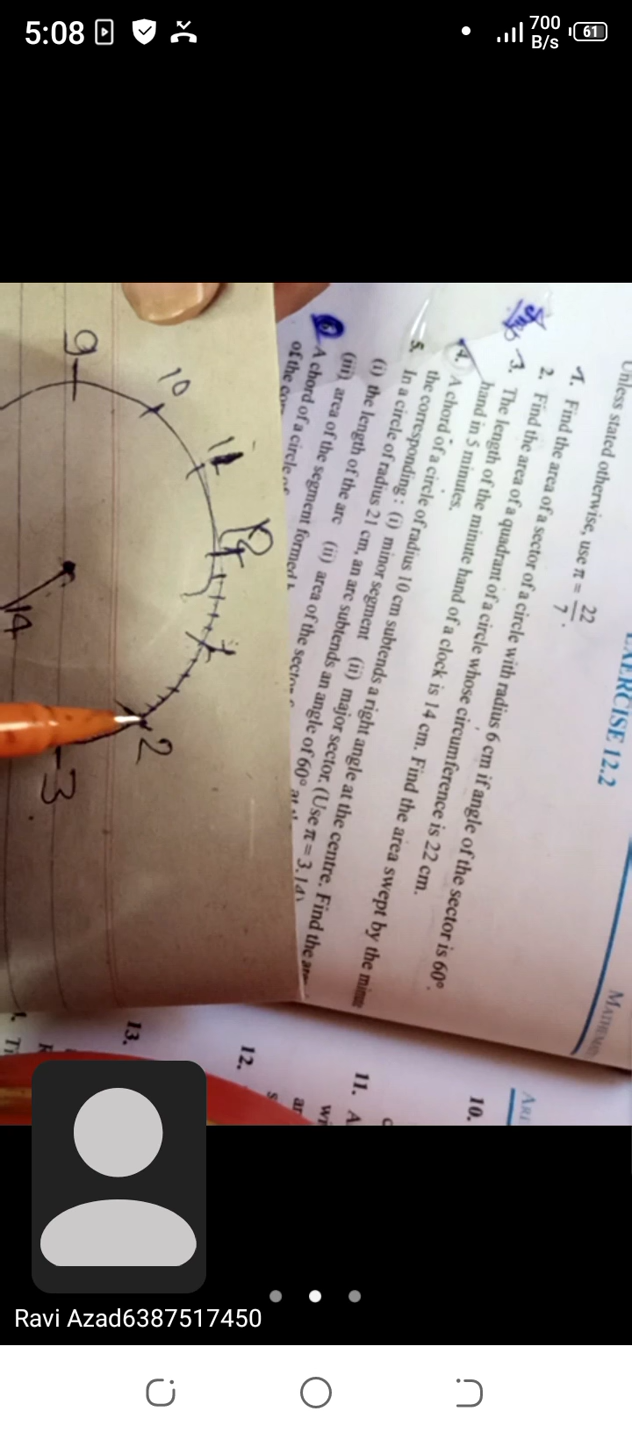 5:08
700
B/s
61
EXERCISE 12.2
Unless stated otherwise, use π = 22/7.
1. Find the area of a sector of a circle with radius 6 cm if angle of the sector is 60°.
2. Find the area of a quadrant of a circle whose circumference is 22 cm.
3. The length of the minute hand of a clock is 14 cm. Find the area swept by the
hand in 5 minutes.
4. A chord of a circle of radius 10 cm subtends a right angle at the centre. Find the
the corresponding : (i) minor segment (ii) major sector. (Use π = 3.14)
5. In a circle of radius 21 cm, an arc subtends an angle of 60°
(i) the length of the arc (ii) area of the sector
(iii) area of the segment formed
A chord of a circle
of the
9
10
11
12
2
3
14
10.
11. A
12.
13.
Ravi Azad6387517450